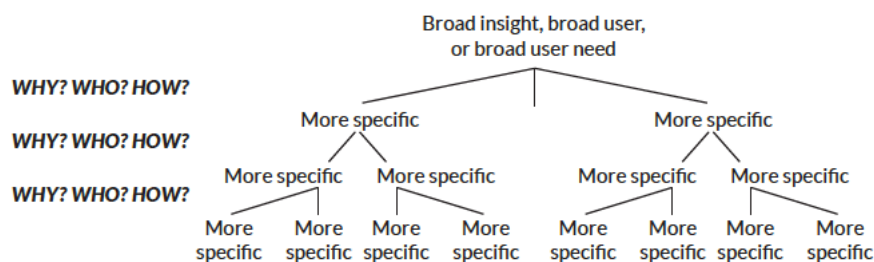 Broad insight, broad user,
or broad user need
WHY? WHO? HOW?
More specific More specific
WHY? WHO? HOW?
More specific More specific More specific More specific
WHY? WHO? HOW?
More More More More More More More More
specific specific specific specific specific specific specific specific